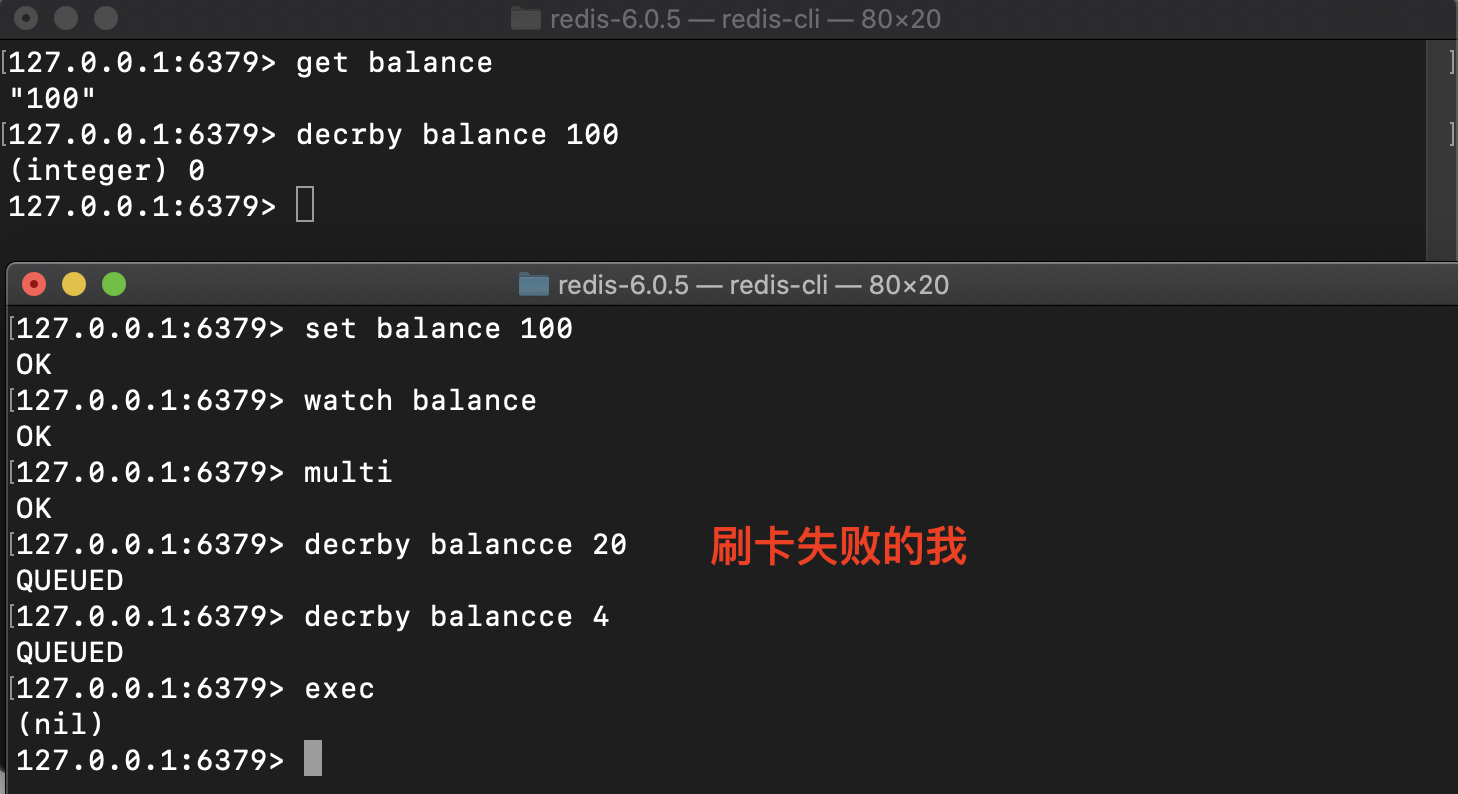 redis-6.0.5 — redis-cli — 80×20
[127.0.0.1:6379> get balance ]
"100"
[127.0.0.1:6379> decrby balance 100 ]
(integer) 0
127.0.0.1:6379>
redis-6.0.5 — redis-cli — 80×20
[127.0.0.1:6379> set balance 100
OK
[127.0.0.1:6379> watch balance
OK
[127.0.0.1:6379> multi
OK
[127.0.0.1:6379> decrby balancce 20 刷卡失败的我
QUEUED
[127.0.0.1:6379> decrby balancce 4
QUEUED
[127.0.0.1:6379> exec
(nil)
127.0.0.1:6379>